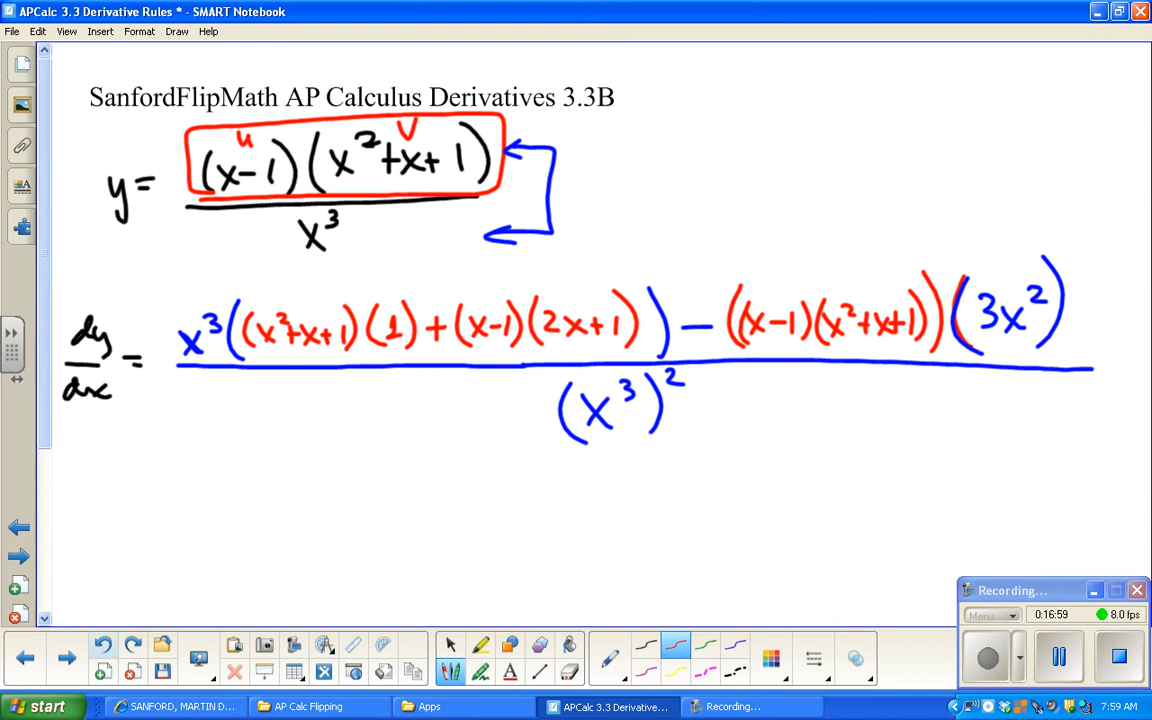 APCalc 3.3 Derivative Rules * - SMART Notebook
File Edit View Insert Format Draw Help
SanfordFlipMath AP Calculus Derivatives 3.3B
u v
y = (x-1)(x²+x+1)
x³
dy/dx = x³((x²+x+1)(1)+(x-1)(2x+1)) - ((x-1)(x²+x+1))(3x²)
(x³)²
Recording...
Menu 0:16:59 8.0 fps
start SANFORD, MARTIN D... AP Calc Flipping Apps APCalc 3.3 Derivative... Recording... 7:59 AM